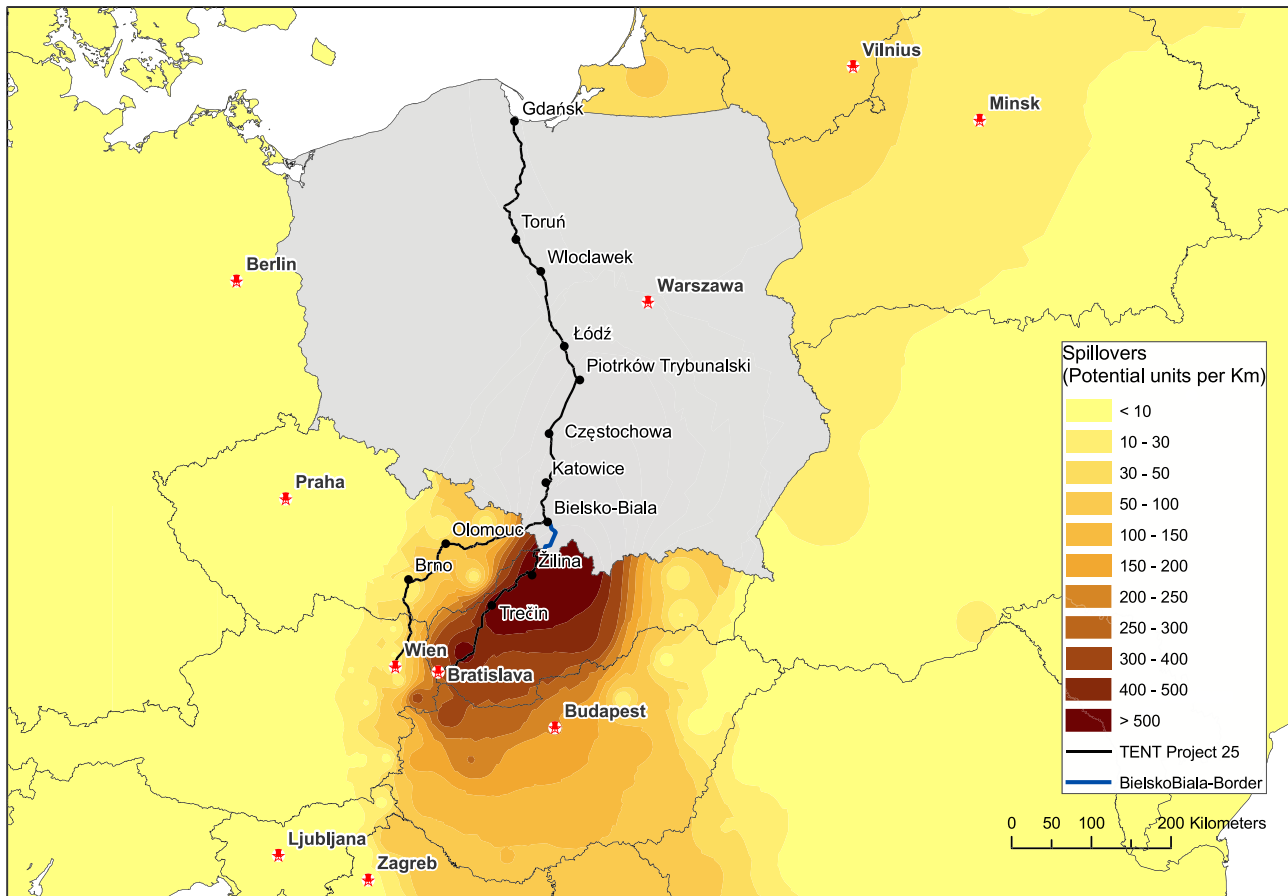 Vilnius
Minsk
Gdańsk
Toruń
Wloclawek
Berlin
Warszawa
Łódź
Piotrków Trybunalski
Częstochowa
Katowice
Praha
Bielsko-Biala
Olomouc
Brno
Žilina
Trečin
Wien
Bratislava
Budapest
Ljubljana
Zagreb
Spillovers
(Potential units per Km)
< 10
10 - 30
30 - 50
50 - 100
100 - 150
150 - 200
200 - 250
250 - 300
300 - 400
400 - 500
> 500
TENT Project 25
BielskoBiala-Border
0 50 100 200 Kilometers